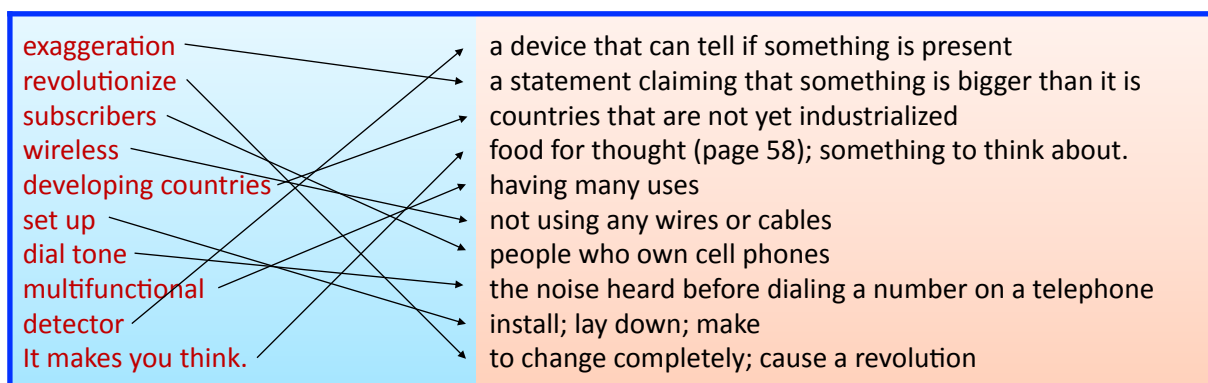 exaggeration
revolutionize
subscribers
wireless
developing countries
set up
dial tone
multifunctional
detector
It makes you think.
a device that can tell if something is present
a statement claiming that something is bigger than it is
countries that are not yet industrialized
food for thought (page 58); something to think about.
having many uses
not using any wires or cables
people who own cell phones
the noise heard before dialing a number on a telephone
install; lay down; make
to change completely; cause a revolution